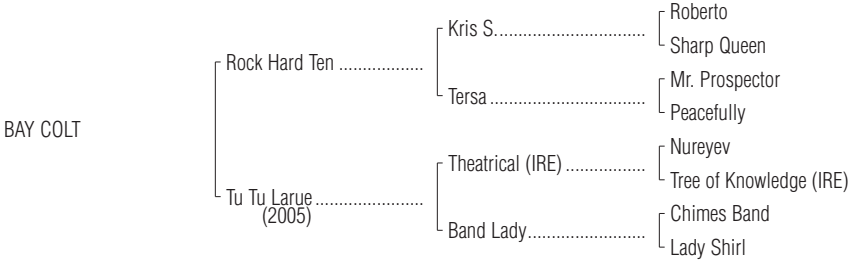 Roberto
Kris S.
Sharp Queen
Rock Hard Ten
Mr. Prospector
Tersa
Peacefully
BAY COLT
Nureyev
Theatrical (IRE)
Tree of Knowledge (IRE)
Tu Tu Larue
(2005)
Chimes Band
Band Lady
Lady Shirl